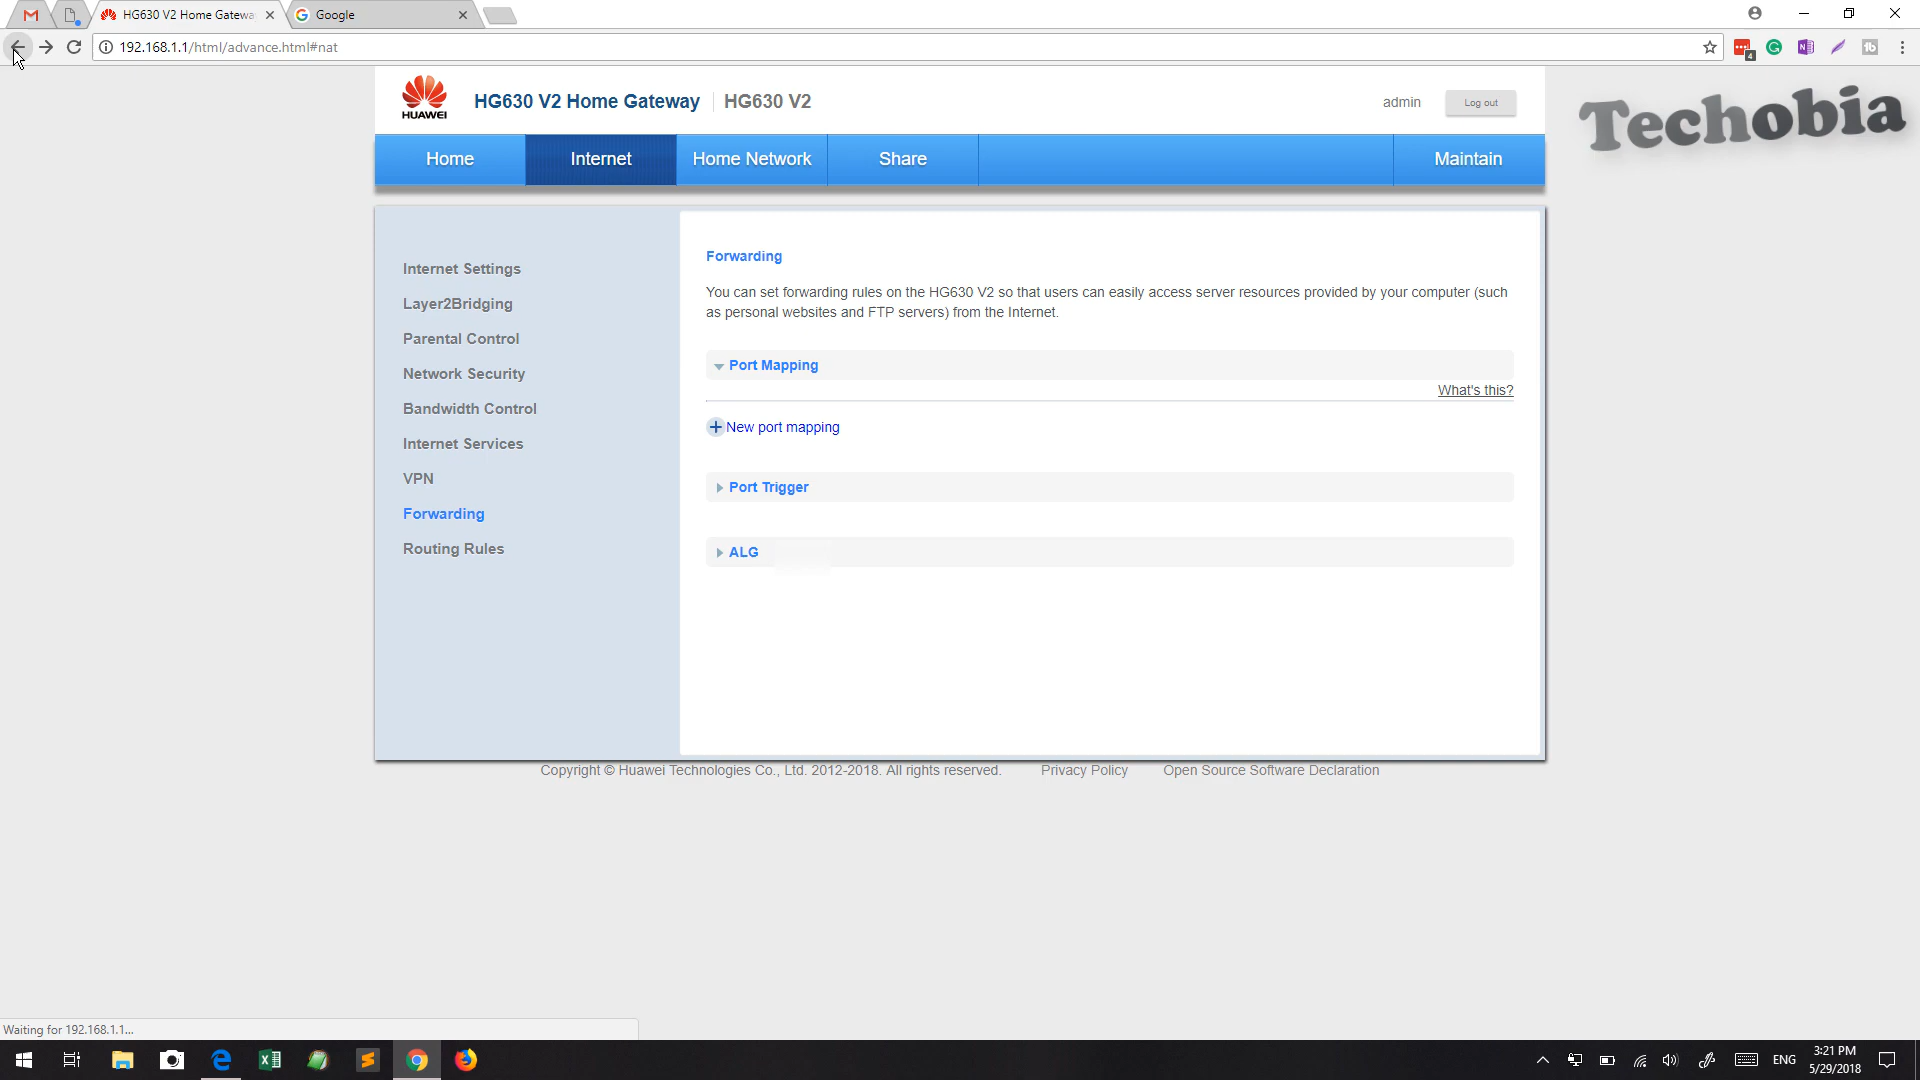 HG630 V2 Home Gatewa
Google
192.168.1.1/html/advance.html#nat
4
HUAWEI
HG630 V2 Home Gateway
HG630 V2
admin
Log out
Techobia
Home
Internet
Home Network
Share
Maintain
Internet Settings
Layer2Bridging
Parental Control
Network Security
Bandwidth Control
Internet Services
VPN
Forwarding
Routing Rules
Forwarding
You can set forwarding rules on the HG630 V2 so that users can easily access server resources provided by your computer (such
as personal websites and FTP servers) from the Internet.
Port Mapping
What's this?
New port mapping
Port Trigger
ALG
Copyright © Huawei Technologies Co., Ltd. 2012-2018. All rights reserved.
Privacy Policy
Open Source Software Declaration
Waiting for 192.168.1.1...
ENG
3:21 PM
5/29/2018